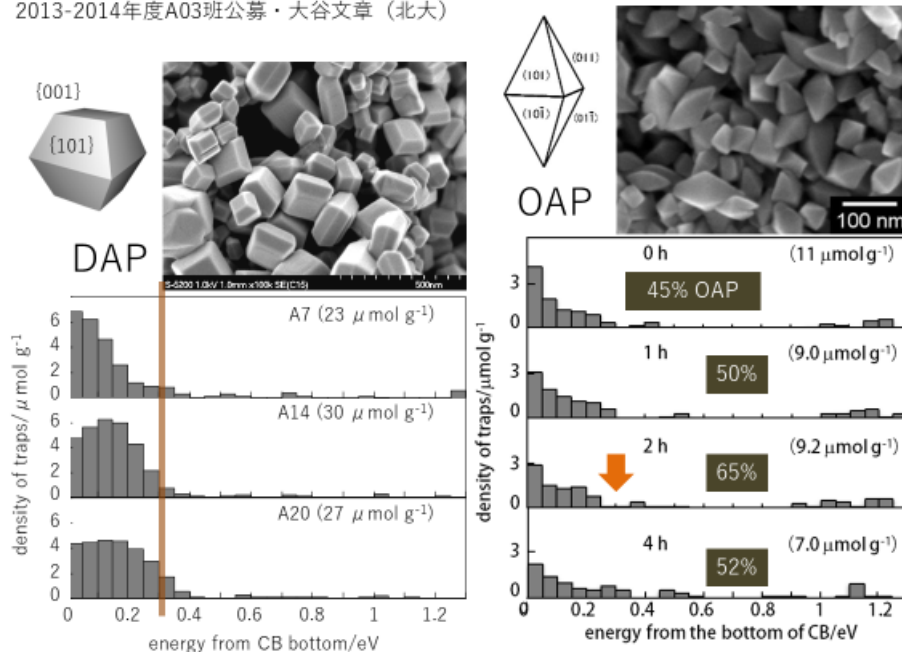 2013-2014年度A03班公募・大谷文章（北大）
{001}
{101}
DAP
S-5200 1.0kV 1.0mm x100k SE(C15)
500nm
(101)
(011)
(101̄)
(011̄)
OAP
100 nm
A7 (23 μmol g⁻¹)
A14 (30 μmol g⁻¹)
A20 (27 μmol g⁻¹)
density of traps/ μmol g⁻¹
0
2
4
6
0
2
4
6
0
2
4
6
0
0.2
0.4
0.6
0.8
1
1.2
energy from CB bottom/eV
0 h
(11 μmol g⁻¹)
45% OAP
1 h
(9.0 μmol g⁻¹)
50%
2 h
(9.2 μmol g⁻¹)
65%
4 h
(7.0 μmol g⁻¹)
52%
density of traps/μmol g⁻¹
3
0
3
0
3
0
3
0
0
0.2
0.4
0.6
0.8
1
1.2
energy from the bottom of CB/eV